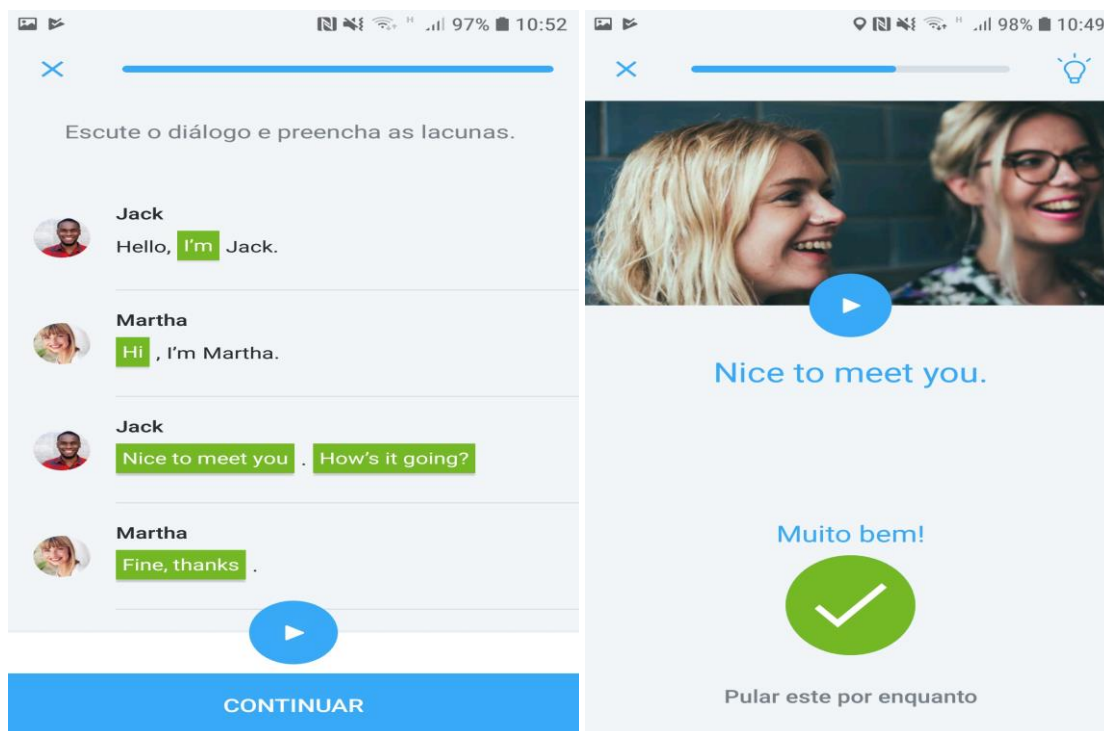 97% 10:52
Escute o diálogo e preencha as lacunas.
Jack
Hello, I'm Jack.
Martha
Hi , I'm Martha.
Jack
Nice to meet you . How's it going?
Martha
Fine, thanks .
CONTINUAR
98% 10:49
Nice to meet you.
Muito bem!
Pular este por enquanto